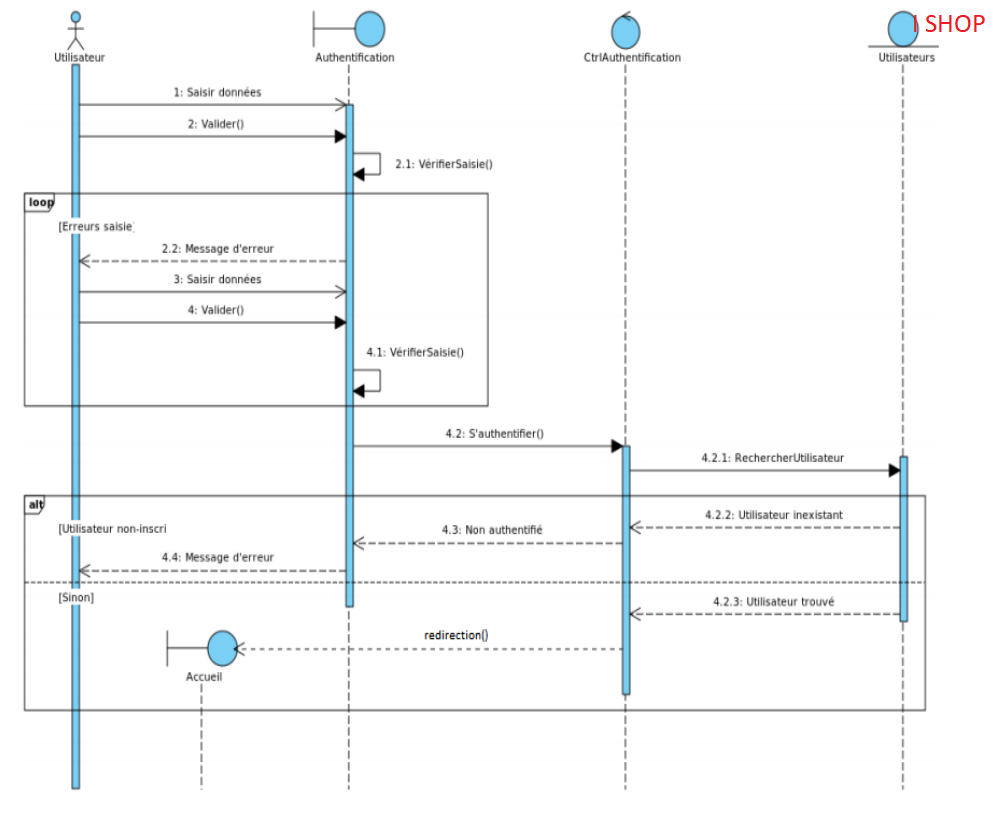 I SHOP
Utilisateur
Authentification
CtrlAuthentification
Utilisateurs
1: Saisir données
2: Valider()
2.1: VérifierSaisie()
loop
[Erreurs saisie
2.2: Message d'erreur
3: Saisir données
4: Valider()
4.1: VérifierSaisie()
4.2: S'authentifier()
4.2.1: RechercherUtilisateur
alt
[Utilisateur non-inscri
4.2.2: Utilisateur inexistant
4.3: Non authentifié
4.4: Message d'erreur
[Sinon]
4.2.3: Utilisateur trouvé
redirection()
Accueil